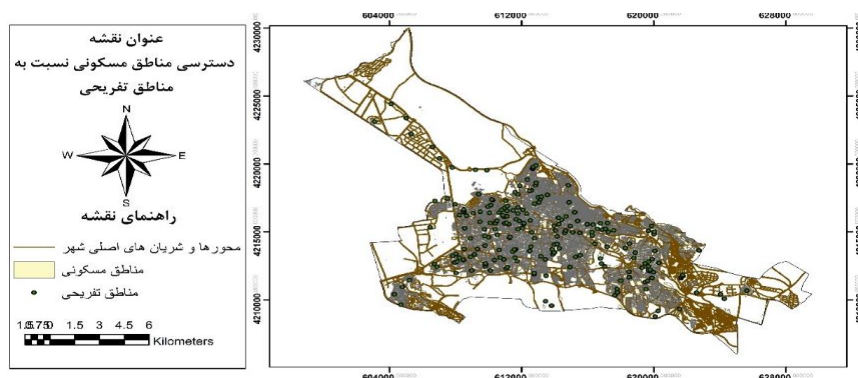 عنوان نقشه
دسترسی مناطق مسکونی نسبت به
مناطق تفریحی
N
W E
S
راهنمای نقشه
محورها و شریان های اصلی شهر
مناطق مسکونی
مناطق تفریحی
1.5 3 4.5 6
Kilometers
604000 612000 620000 628000
4230000
4225000
4220000
4215000
4210000
604000 612000 620000 628000